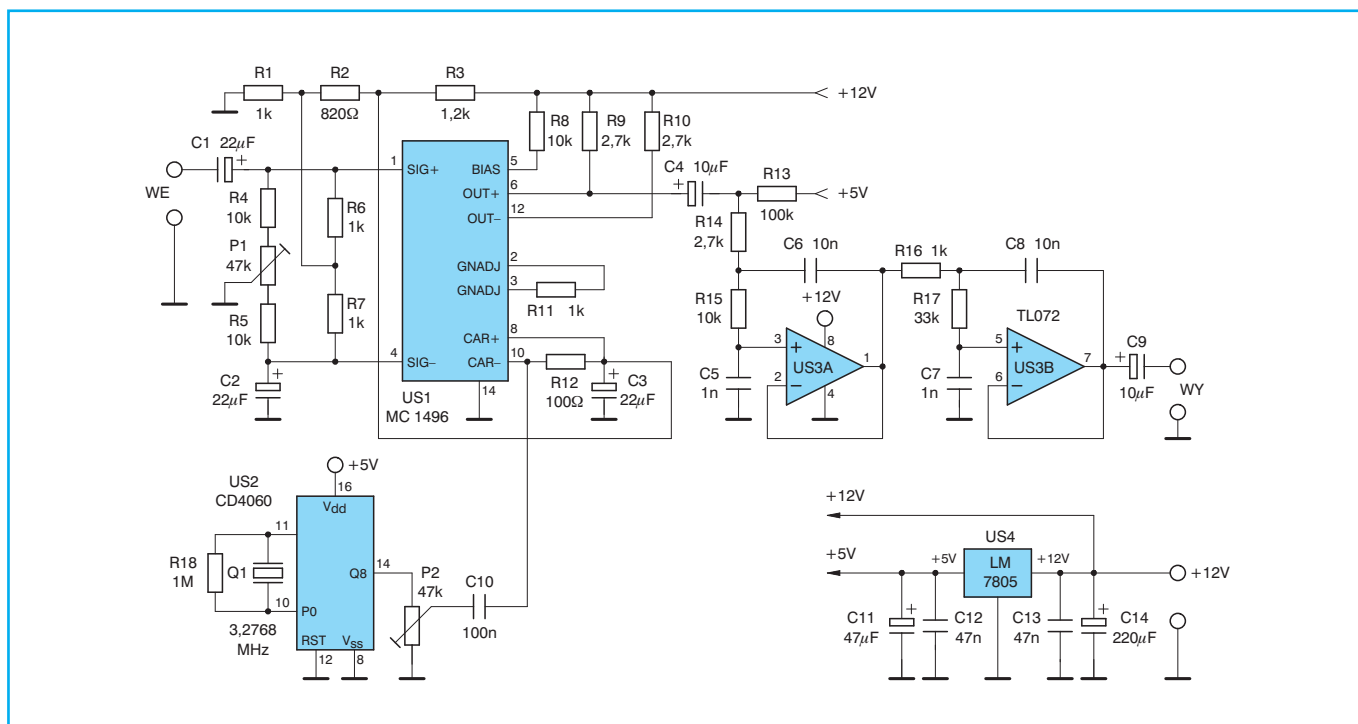 R1
R2
R3
1k
820Ω
1,2k
+12V
C1
22µF
+
WE
R4
10k
P1
47k
R5
10k
R6
1k
R7
1k
C2
+
22µF
1
SIG+
4
SIG−
BIAS
5
OUT+
6
OUT−
12
GNADJ
2
GNADJ
3
CAR+
8
CAR−
10
14
US1
MC 1496
R8
10k
R9
2,7k
R10
2,7k
R11
1k
R12
100Ω
+
C3
22µF
C4
10µF
+
R13
+5V
100k
R14
2,7k
C6
10n
R16
1k
C8
10n
R15
10k
+12V
R17
33k
TL072
3
+
8
2
−
4
1
US3A
C5
1n
5
+
6
−
7
US3B
C7
1n
C9
+
10µF
WY
US2
CD4060
+5V
16
Vdd
11
R18
1M
Q1
10
P0
Q8
14
3,2768
MHz
RST
VSS
12
8
P2
47k
C10
100n
+12V
+5V
US4
+5V
LM
7805
+12V
+12V
C11
+
47µF
C12
47n
C13
47n
+
C14
220µF